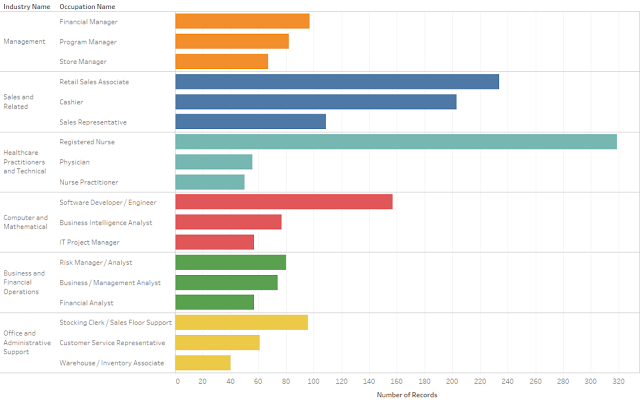 Industry Name Occupation Name
Management
Financial Manager
Program Manager
Store Manager
Sales and
Related
Retail Sales Associate
Cashier
Sales Representative
Healthcare
Practitioners
and Technical
Registered Nurse
Physician
Nurse Practitioner
Computer and
Mathematical
Software Developer / Engineer
Business Intelligence Analyst
IT Project Manager
Business and
Financial
Operations
Risk Manager / Analyst
Business / Management Analyst
Financial Analyst
Office and
Administrative
Support
Stocking Clerk / Sales Floor Support
Customer Service Representative
Warehouse / Inventory Associate
0 20 40 60 80 100 120 140 160 180 200 220 240 260 280 300 320
Number of Records